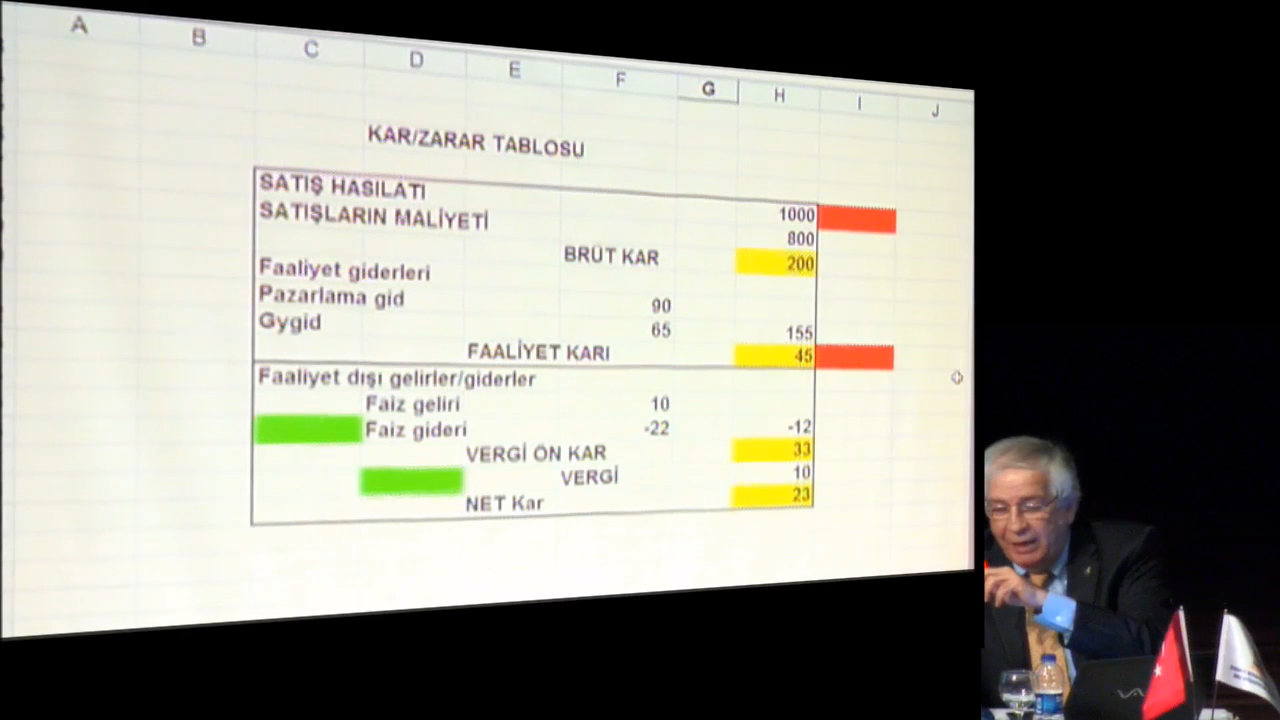 A B C D E F G H I J
KAR/ZARAR TABLOSU
SATIŞ HASILATI 1000
SATIŞLARIN MALİYETİ 800
BRÜT KAR 200
Faaliyet giderleri
Pazarlama gid 90
Gygid 65 155
FAALİYET KARI 45
Faaliyet dışı gelirler/giderler
Faiz geliri 10
Faiz gideri -22 -12
VERGİ ÖN KAR 33
VERGİ 10
NET Kar 23